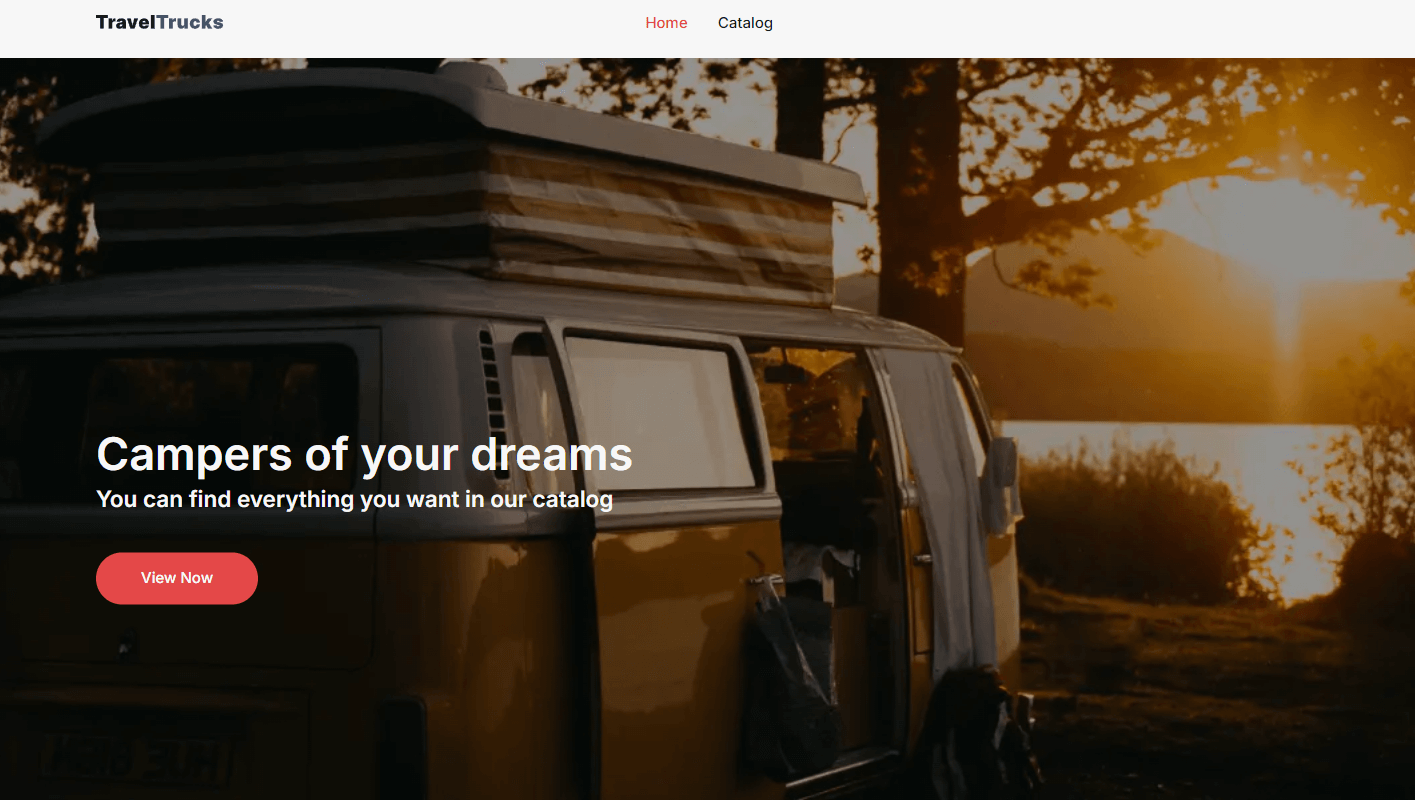 TravelTrucks Home Catalog
Campers of your dreams
You can find everything you want in our catalog
View Now